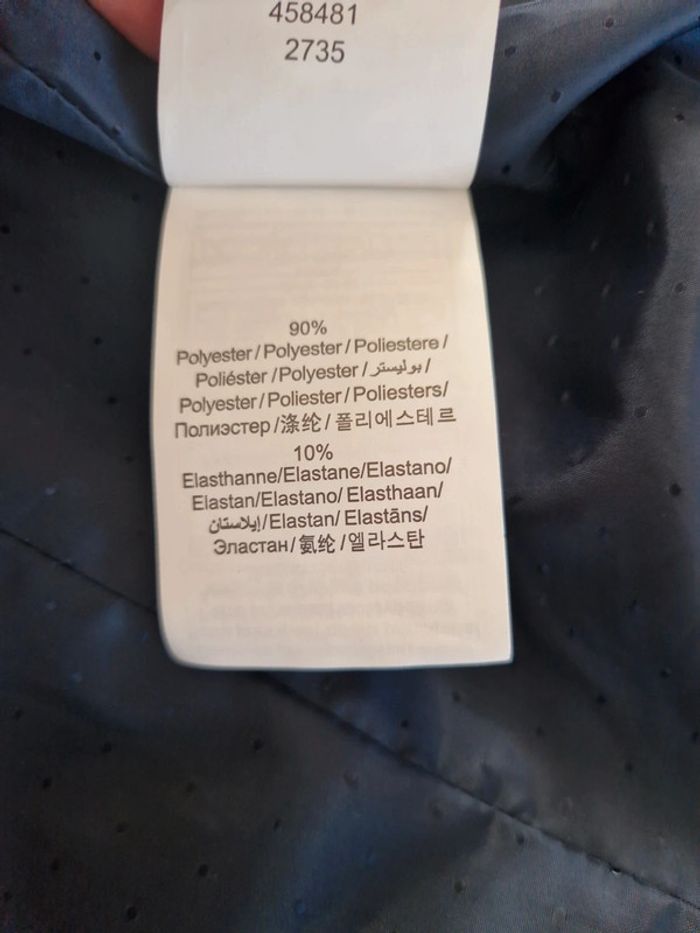 458481
2735
90%
Polyester / Polyester / Poliestere /
Poliéster / Polyester / بوليستر /
Polyester / Poliester / Poliesters/
Полиэстер /涤纶/ 폴리에스테르
10%
Elasthanne/Elastane/Elastano/
Elastan/Elastano/ Elasthaan/
إيلاستان/Elastan/ Elastāns/
Эластан/氨纶/엘라스탄